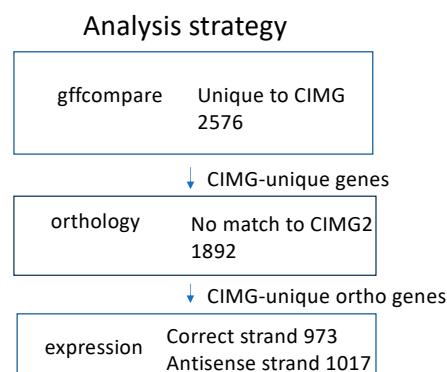 Analysis strategy
gffcompare Unique to CIMG
2576
CIMG-unique genes
orthology No match to CIMG2
1892
CIMG-unique ortho genes
expression Correct strand 973
Antisense strand 1017